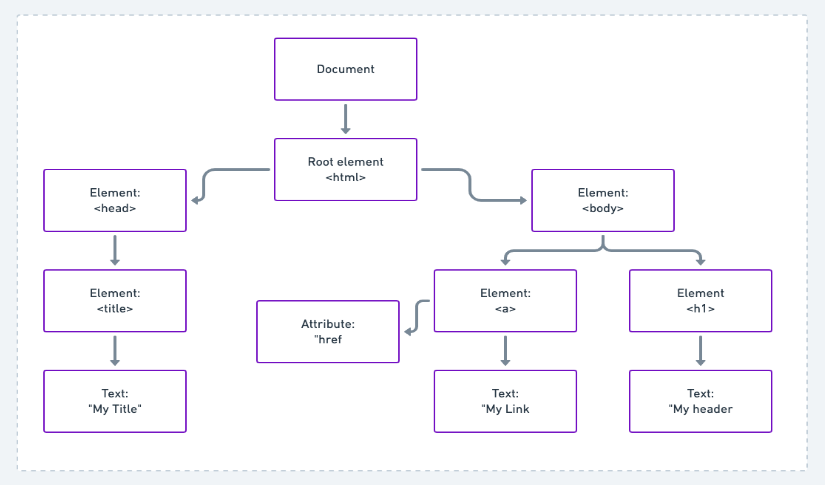 Document
Root element
<html>
Element:
<head>
Element:
<body>
Element:
<title>
Attribute:
"href
Element:
<a>
Element
<h1>
Text:
"My Title"
Text:
"My Link
Text:
"My header